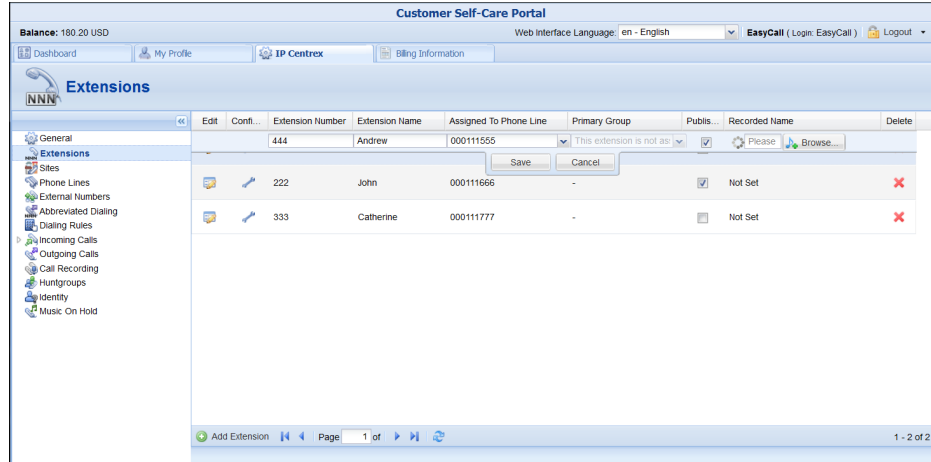 Customer Self-Care Portal
Balance: 180.20 USD Web Interface Language: en - English EasyCall ( Login: EasyCall ) Logout
Dashboard My Profile IP Centrex Billing Information
NNN Extensions
Edit Confi... Extension Number Extension Name Assigned To Phone Line Primary Group Publis... Recorded Name Delete
General
Extensions
Sites
Phone Lines
External Numbers
Abbreviated Dialing
Dialing Rules
Incoming Calls
Outgoing Calls
Call Recording
Huntgroups
Identity
Music On Hold
444 Andrew 000111555 This extension is not as Please Browse...
Save Cancel
222 John 000111666 - Not Set
333 Catherine 000111777 - Not Set
Add Extension Page 1 of 1 - 2 of 2